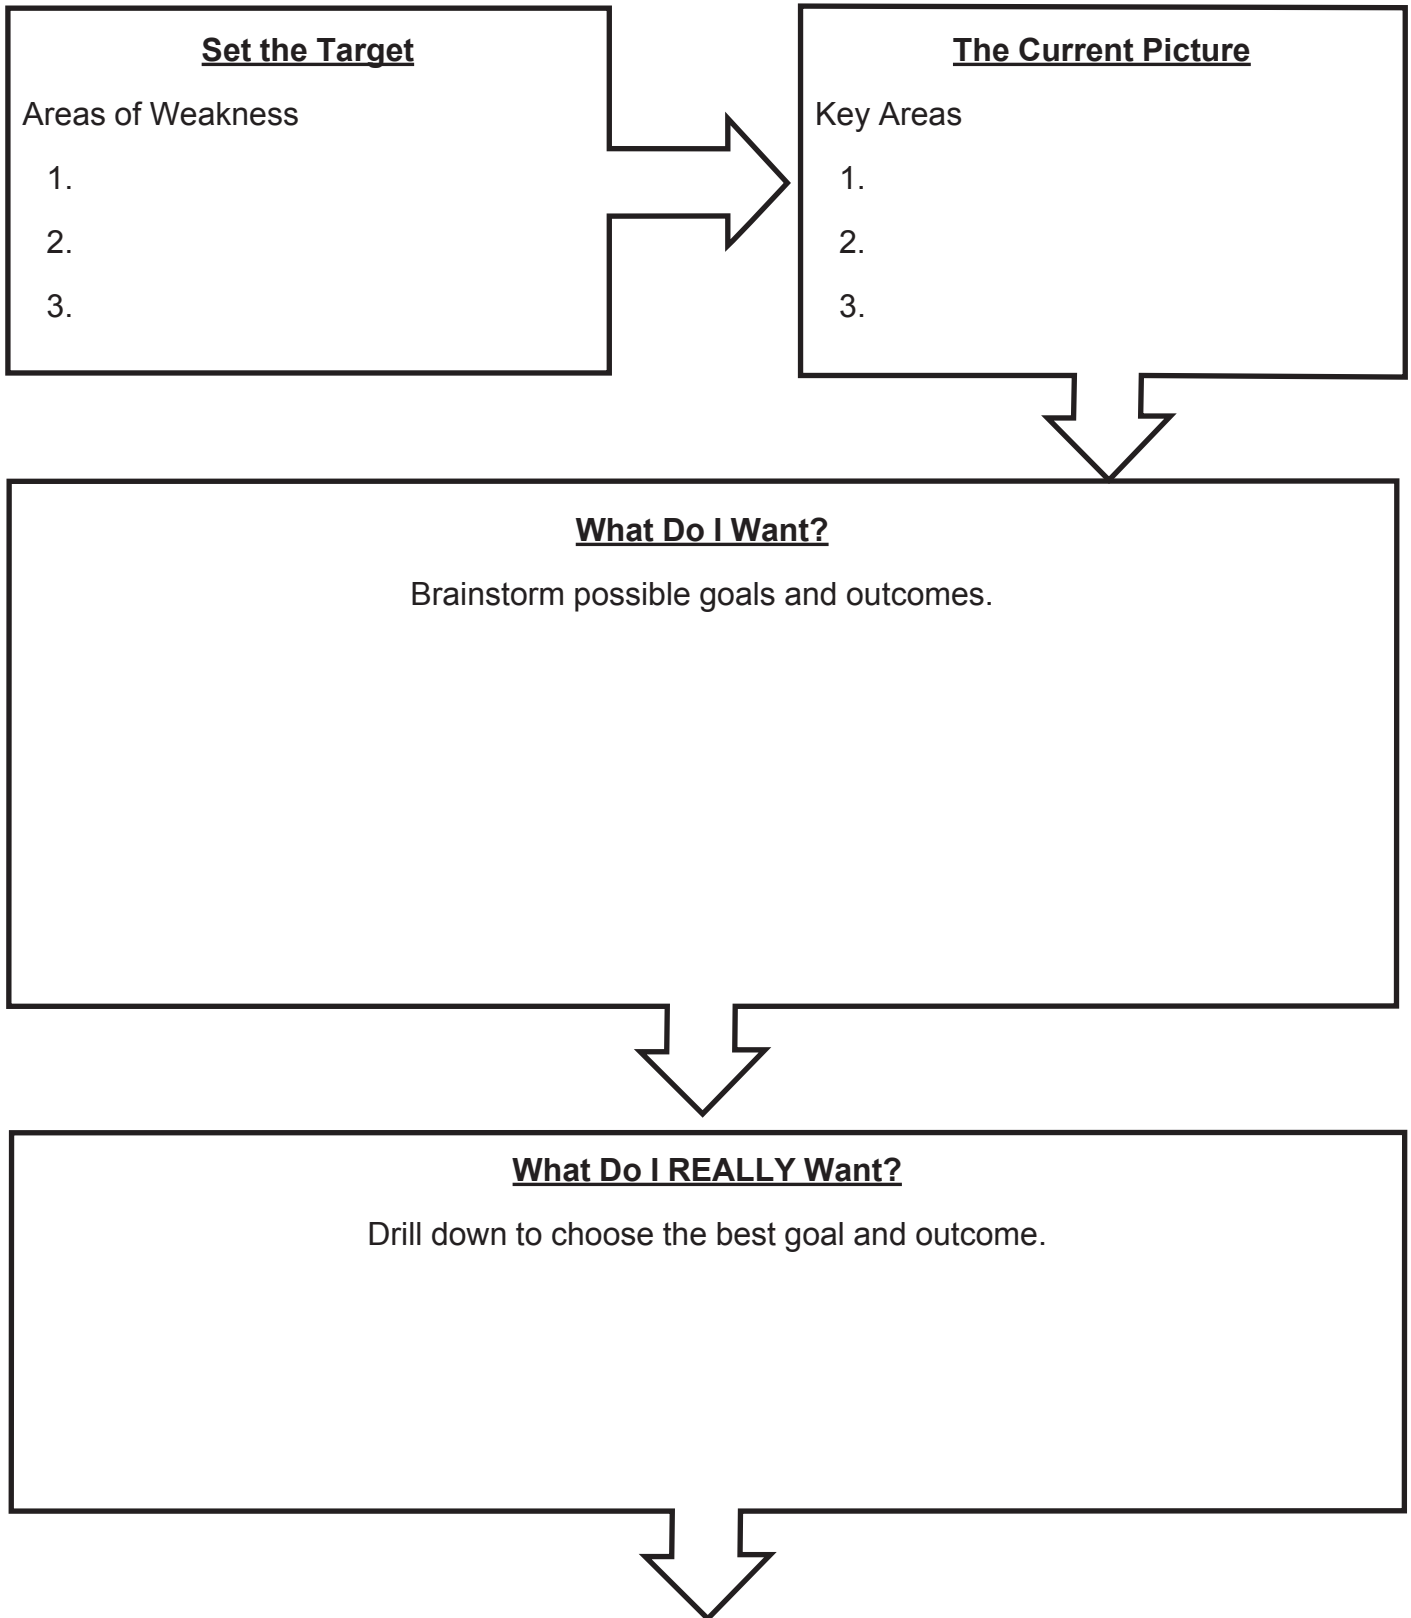 Set the Target
Areas of Weakness
1.
2.
3.
The Current Picture
Key Areas
1.
2.
3.
What Do I Want?
Brainstorm possible goals and outcomes.
What Do I REALLY Want?
Drill down to choose the best goal and outcome.